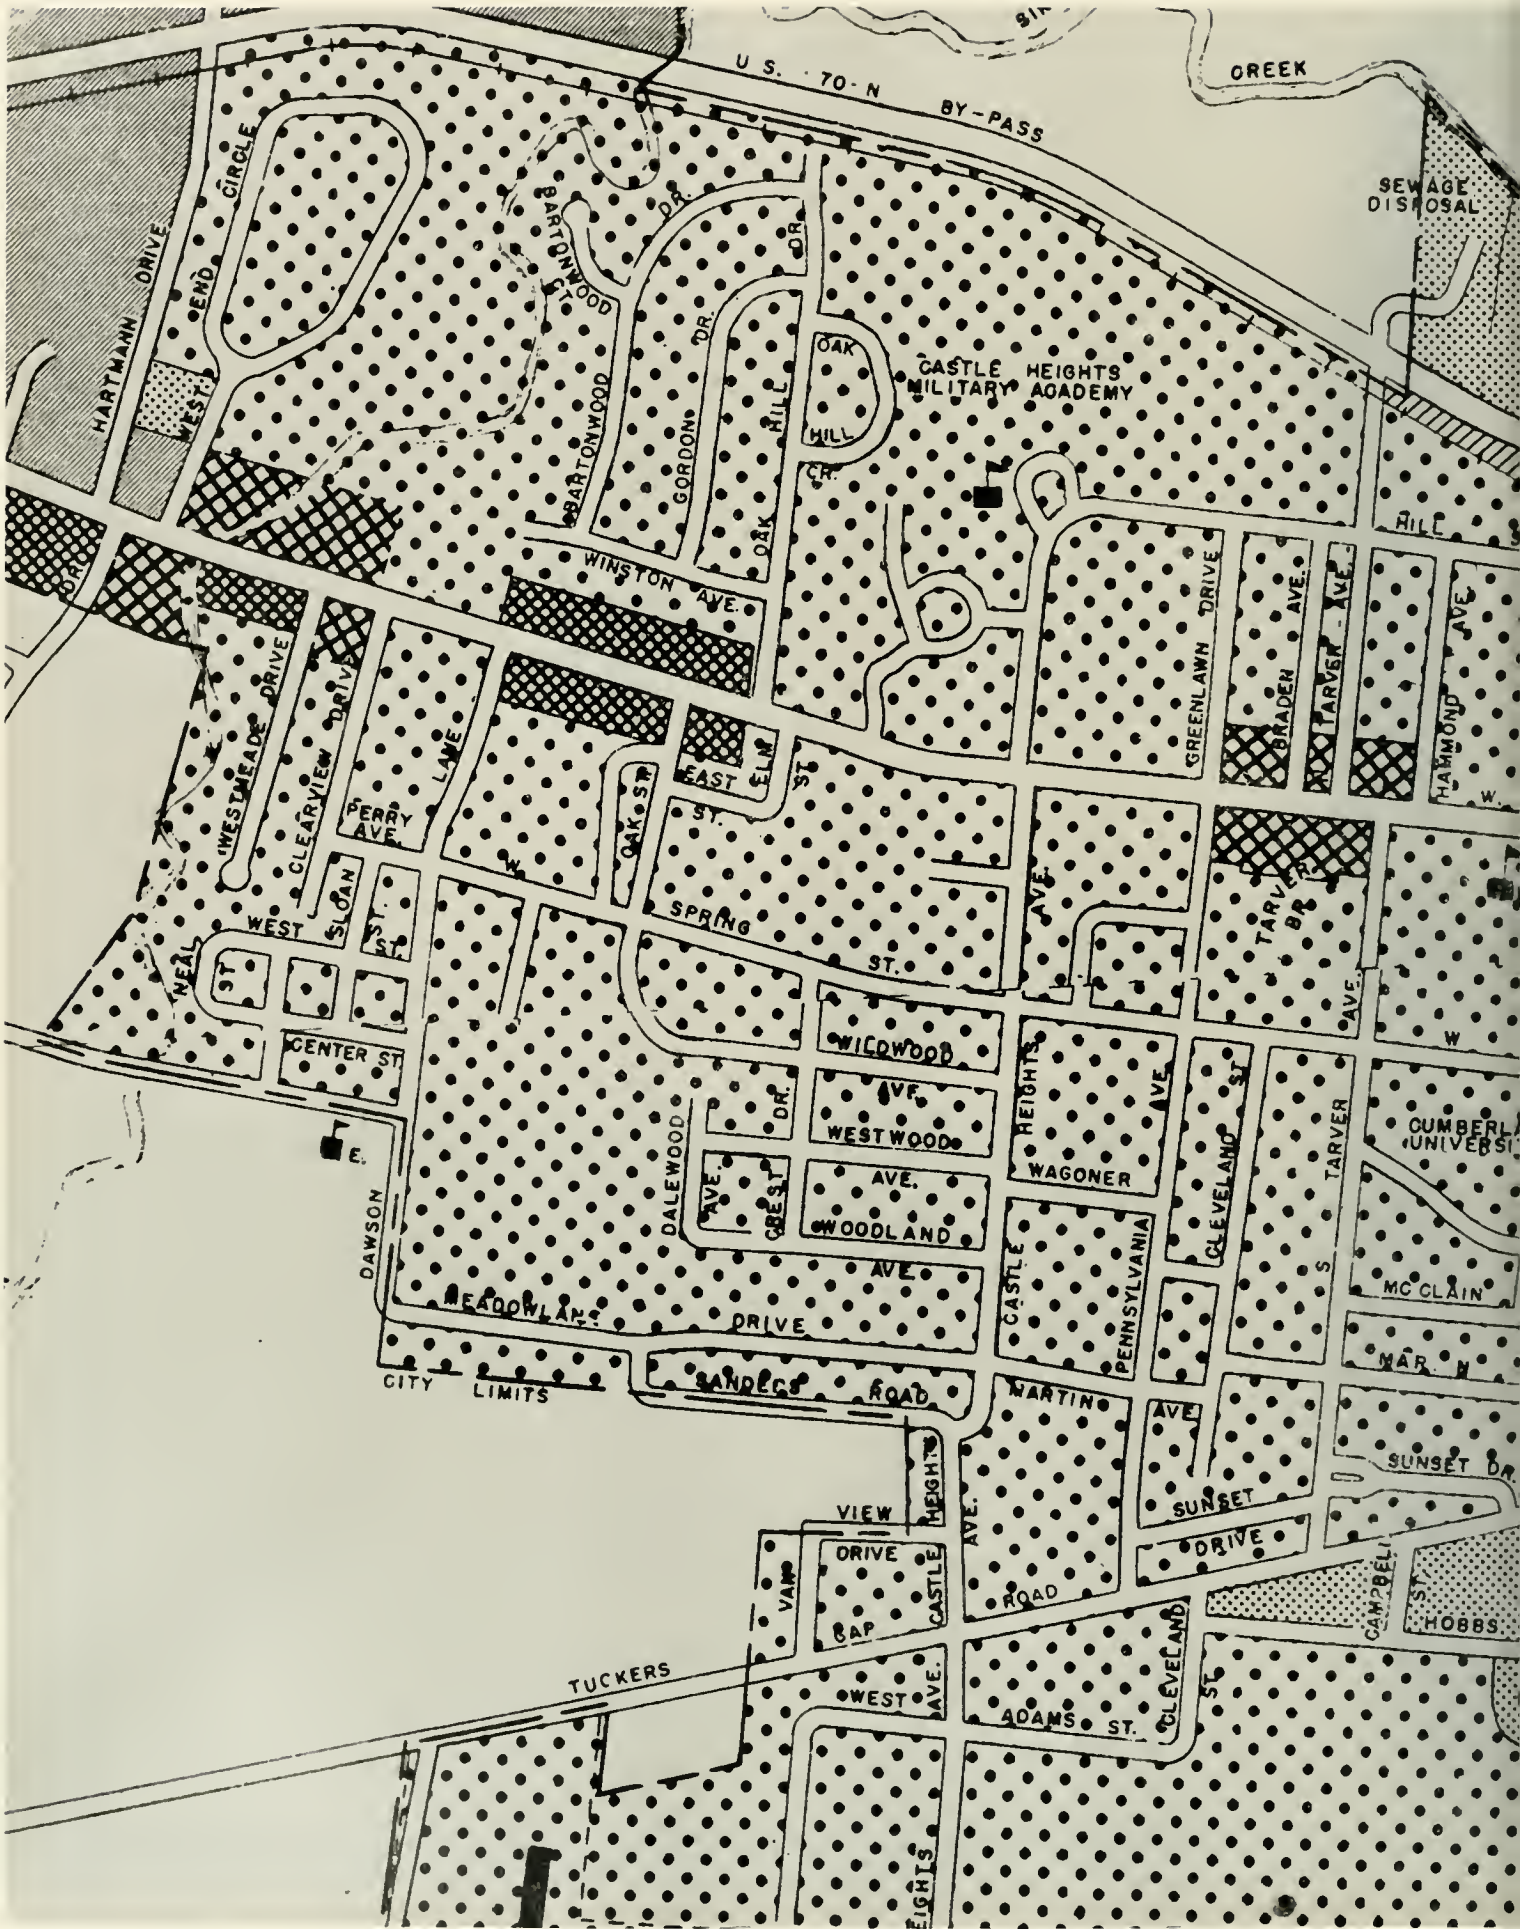 U.S. 70-N BY-PASS
CREEK
SEWAGE
DISPOSAL
WEST END CIRCLE
HARTMANN DRIVE
BARTONWOOD
CT.
BARTONWOOD DR.
GORDON DR.
OAK HILL DR.
OAK
HILL
CR.
CASTLE HEIGHTS
MILITARY ACADEMY
HILL
WINSTON AVE.
DR.
WESTMEADE DRIVE
CLEARVIEW DRIVE
LANE
PERRY
AVE.
OAK ST.
EAST
ST.
ELM
ST.
GREENLAWN DRIVE
BRADEN AVE.
TARVER AVE.
HAMMOND AVE.
W.
TARVER
BR.
W. SPRING ST.
SLOAN
ST.
WEST ST.
NEAL
ST.
CENTER ST.
AVE.
AVE.
W
WILDWOOD
AVE.
WESTWOOD
AVE.
WOODLAND
AVE.
DALEWOOD
AVE.
CREST DR.
CASTLE HEIGHTS
WAGONER
PENNSYLVANIA AVE.
CLEVELAND ST.
S TARVER
CUMBERL
UNIVERSI
MC CLAIN
E.
DAWSON
MEADOWLAND DRIVE
CITY LIMITS
SANDERS ROAD
MARTIN AVE.
SUNSET DR.
SUNSET
DRIVE
CASTLE HEIGHTS AVE.
VIEW
DRIVE
VAN
TUCKERS GAP ROAD
CAMPBELL ST.
HOBBS
WEST ADAMS ST.
AVE.
CLEVELAND ST.
EIGHTS